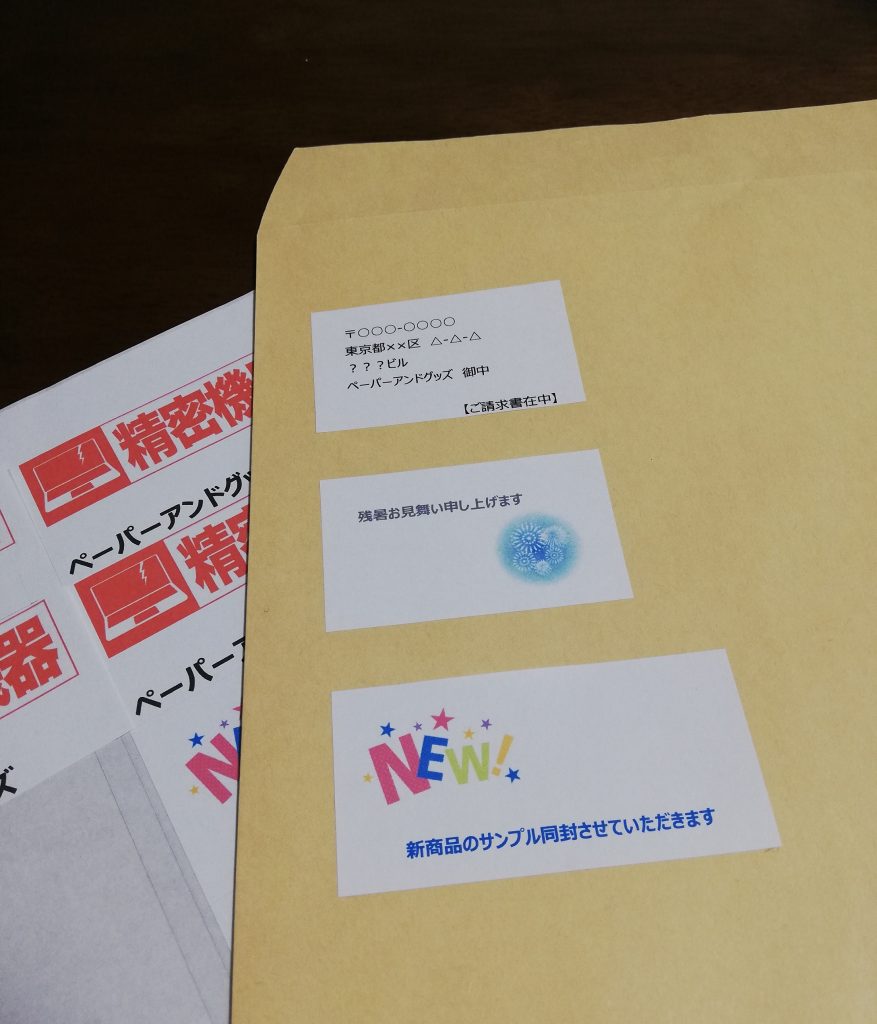 〒○○○-○○○○
東京都××区 △-△-△
？？？ビル
ペーパーアンドグッズ 御中
【ご請求書在中】
残暑お見舞い申し上げます
NEW!
新商品のサンプル同封させていただきます
精密機
ペーパーアンドグッ
精密
ペーパーア
器
ズ
N